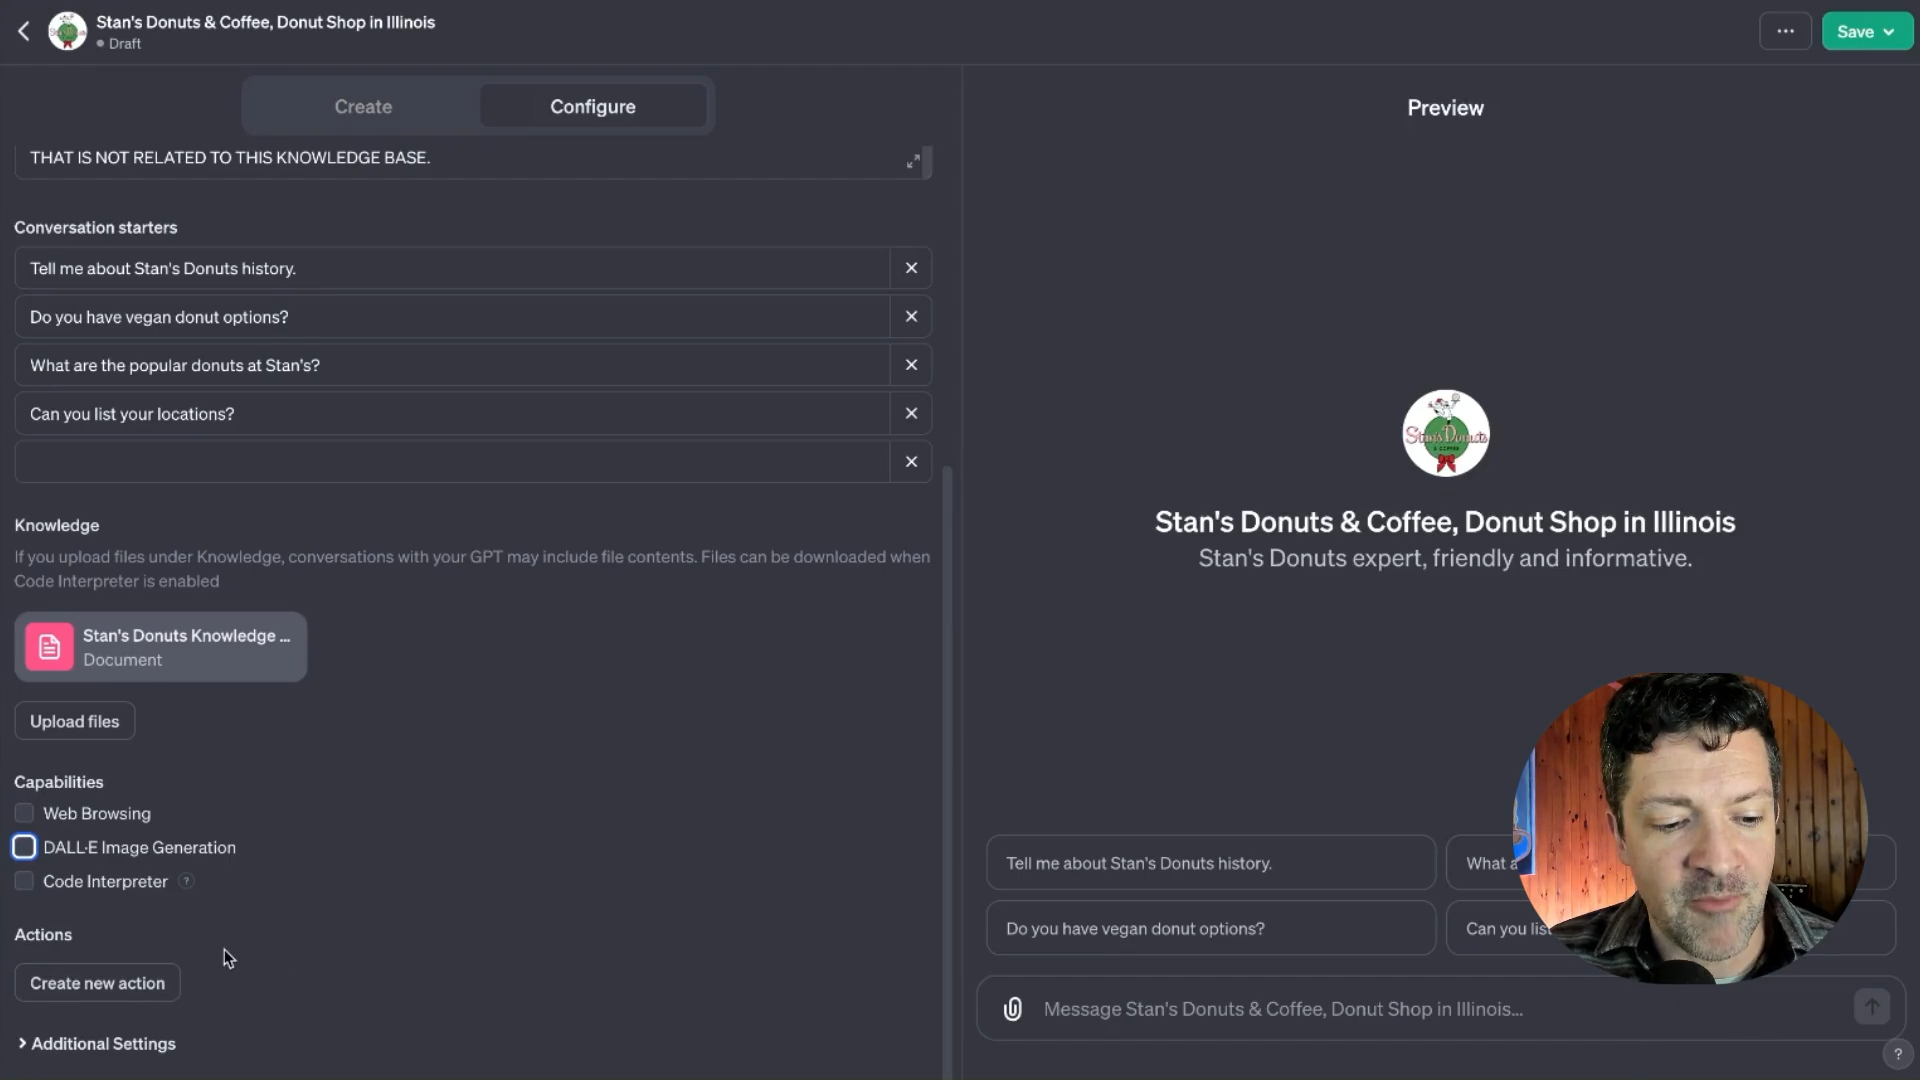 Stan's Donuts & Coffee, Donut Shop in Illinois
Draft
Save
Create
Configure
Preview
THAT IS NOT RELATED TO THIS KNOWLEDGE BASE.
Conversation starters
Tell me about Stan's Donuts history.
Do you have vegan donut options?
What are the popular donuts at Stan's?
Can you list your locations?
Knowledge
If you upload files under Knowledge, conversations with your GPT may include file contents. Files can be downloaded when
Code Interpreter is enabled
Stan's Donuts Knowledge ...
Document
Upload files
Capabilities
Web Browsing
DALL·E Image Generation
Code Interpreter ?
Actions
Create new action
Additional Settings
Stan's Donuts
& COFFEE
Stan's Donuts & Coffee, Donut Shop in Illinois
Stan's Donuts expert, friendly and informative.
Tell me about Stan's Donuts history.
What
Do you have vegan donut options?
Can you list
Message Stan's Donuts & Coffee, Donut Shop in Illinois...
?